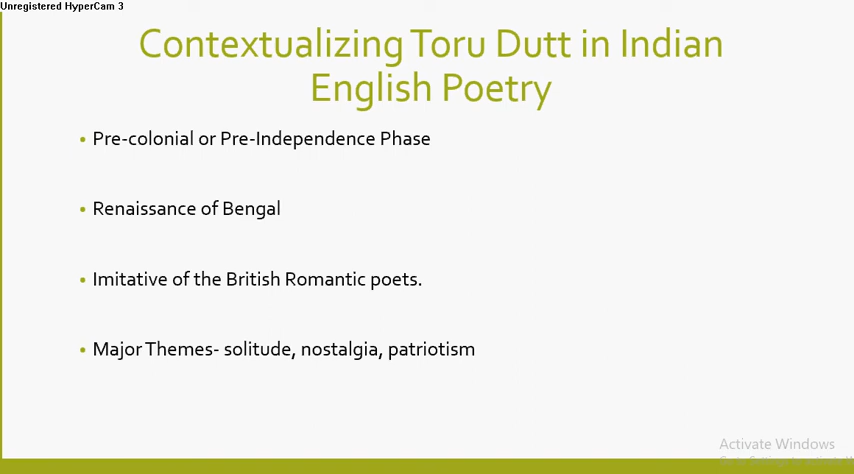 Unregistered HyperCam 3
Contextualizing Toru Dutt in Indian
English Poetry
• Pre-colonial or Pre-Independence Phase
• Renaissance of Bengal
• Imitative of the British Romantic poets.
• Major Themes- solitude, nostalgia, patriotism
Activate Windows